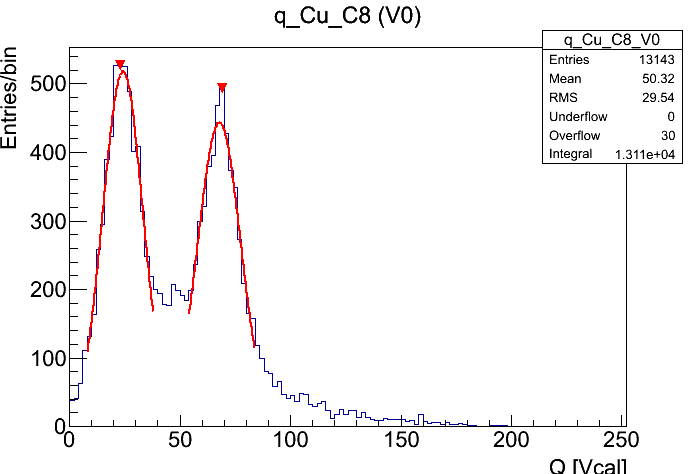 q_Cu_C8 (V0)
q_Cu_C8_V0
Entries 13143
Mean 50.32
RMS 29.54
Underflow 0
Overflow 30
Integral 1.311e+04
Entries/bin
500
400
300
200
100
0
0 50 100 150 200 250
Q [Vcal]